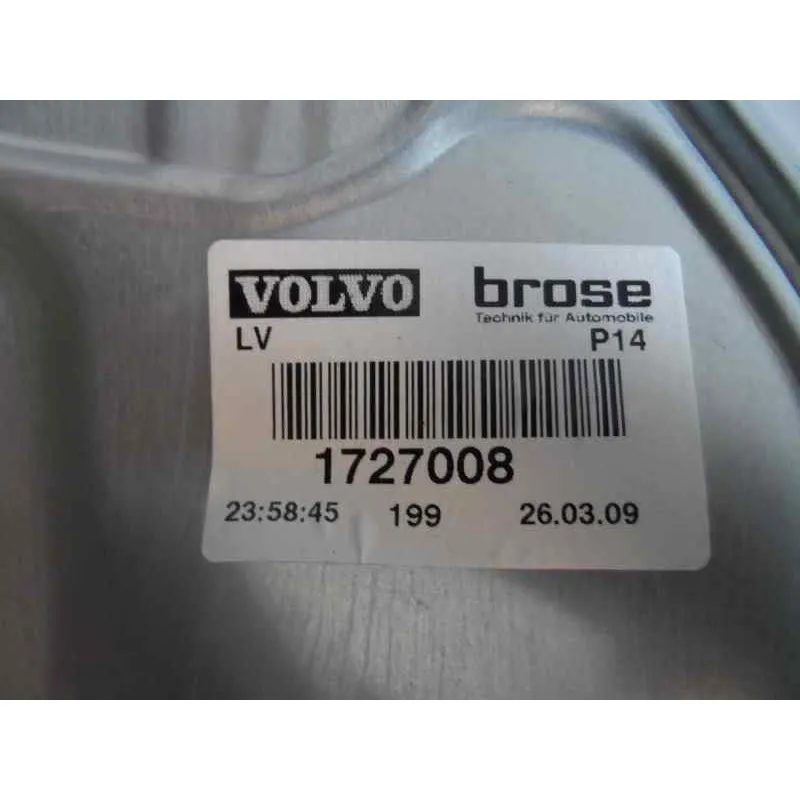 VOLVO brose
Technik für Automobile
LV P14
1727008
23:58:45 199 26.03.09